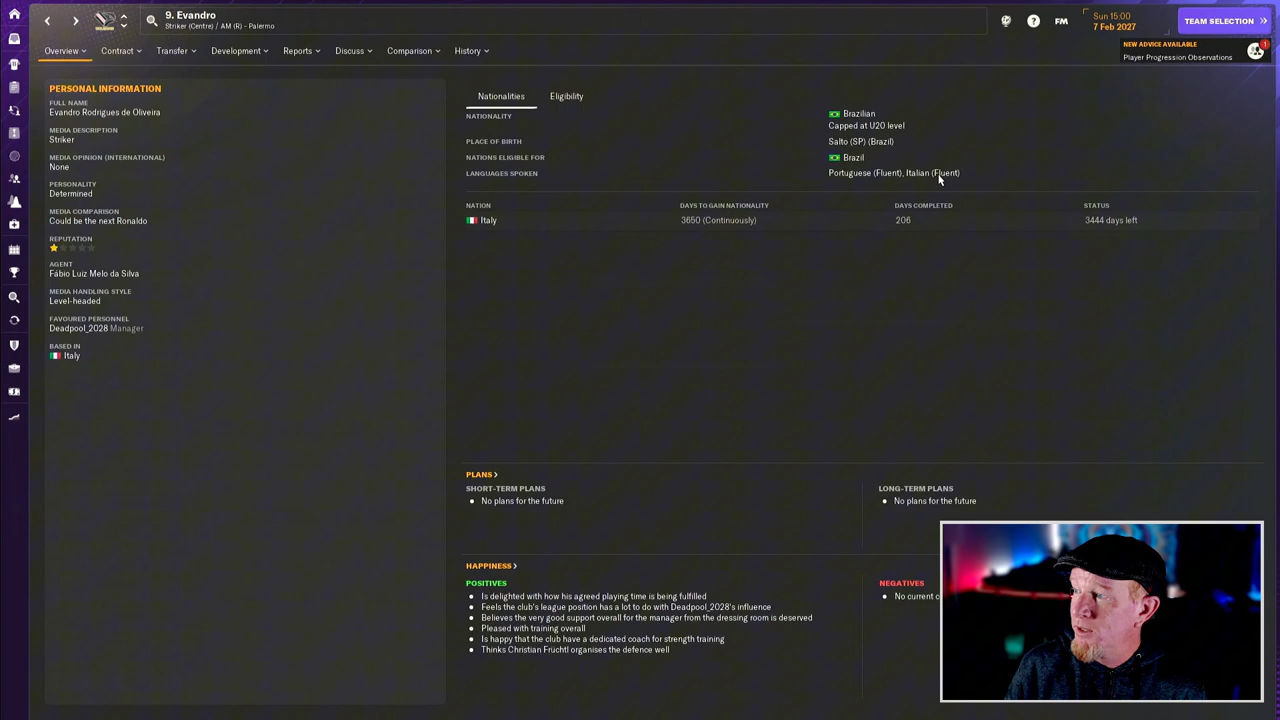 9. Evandro
Striker (Centre) / AM (R) - Palermo
FM
Sun 15:00
7 Feb 2027
TEAM SELECTION
Overview
Contract
Transfer
Development
Reports
Discuss
Comparison
History
NEW ADVICE AVAILABLE
1
Player Progression Observations
PERSONAL INFORMATION
FULL NAME
Evandro Rodrigues de Oliveira
MEDIA DESCRIPTION
Striker
MEDIA OPINION (INTERNATIONAL)
None
PERSONALITY
Determined
MEDIA COMPARISON
Could be the next Ronaldo
REPUTATION
AGENT
Fábio Luiz Melo da Silva
MEDIA HANDLING STYLE
Level-headed
FAVOURED PERSONNEL
Deadpool_2028 Manager
BASED IN
Italy
Nationalities
Eligibility
NATIONALITY
Brazilian
Capped at U20 level
PLACE OF BIRTH
Salto (SP) (Brazil)
NATIONS ELIGIBLE FOR
Brazil
LANGUAGES SPOKEN
Portuguese (Fluent), Italian (Fluent)
NATION DAYS TO GAIN NATIONALITY DAYS COMPLETED STATUS
Italy 3650 (Continuously) 206 3444 days left
PLANS >
SHORT-TERM PLANS
No plans for the future
LONG-TERM PLANS
No plans for the future
HAPPINESS >
POSITIVES
Is delighted with how his agreed playing time is being fulfilled
Feels the club's league position has a lot to do with Deadpool_2028's influence
Believes the very good support overall for the manager from the dressing room is deserved
Pleased with training overall
Is happy that the club have a dedicated coach for strength training
Thinks Christian Früchtl organises the defence well
NEGATIVES
No current